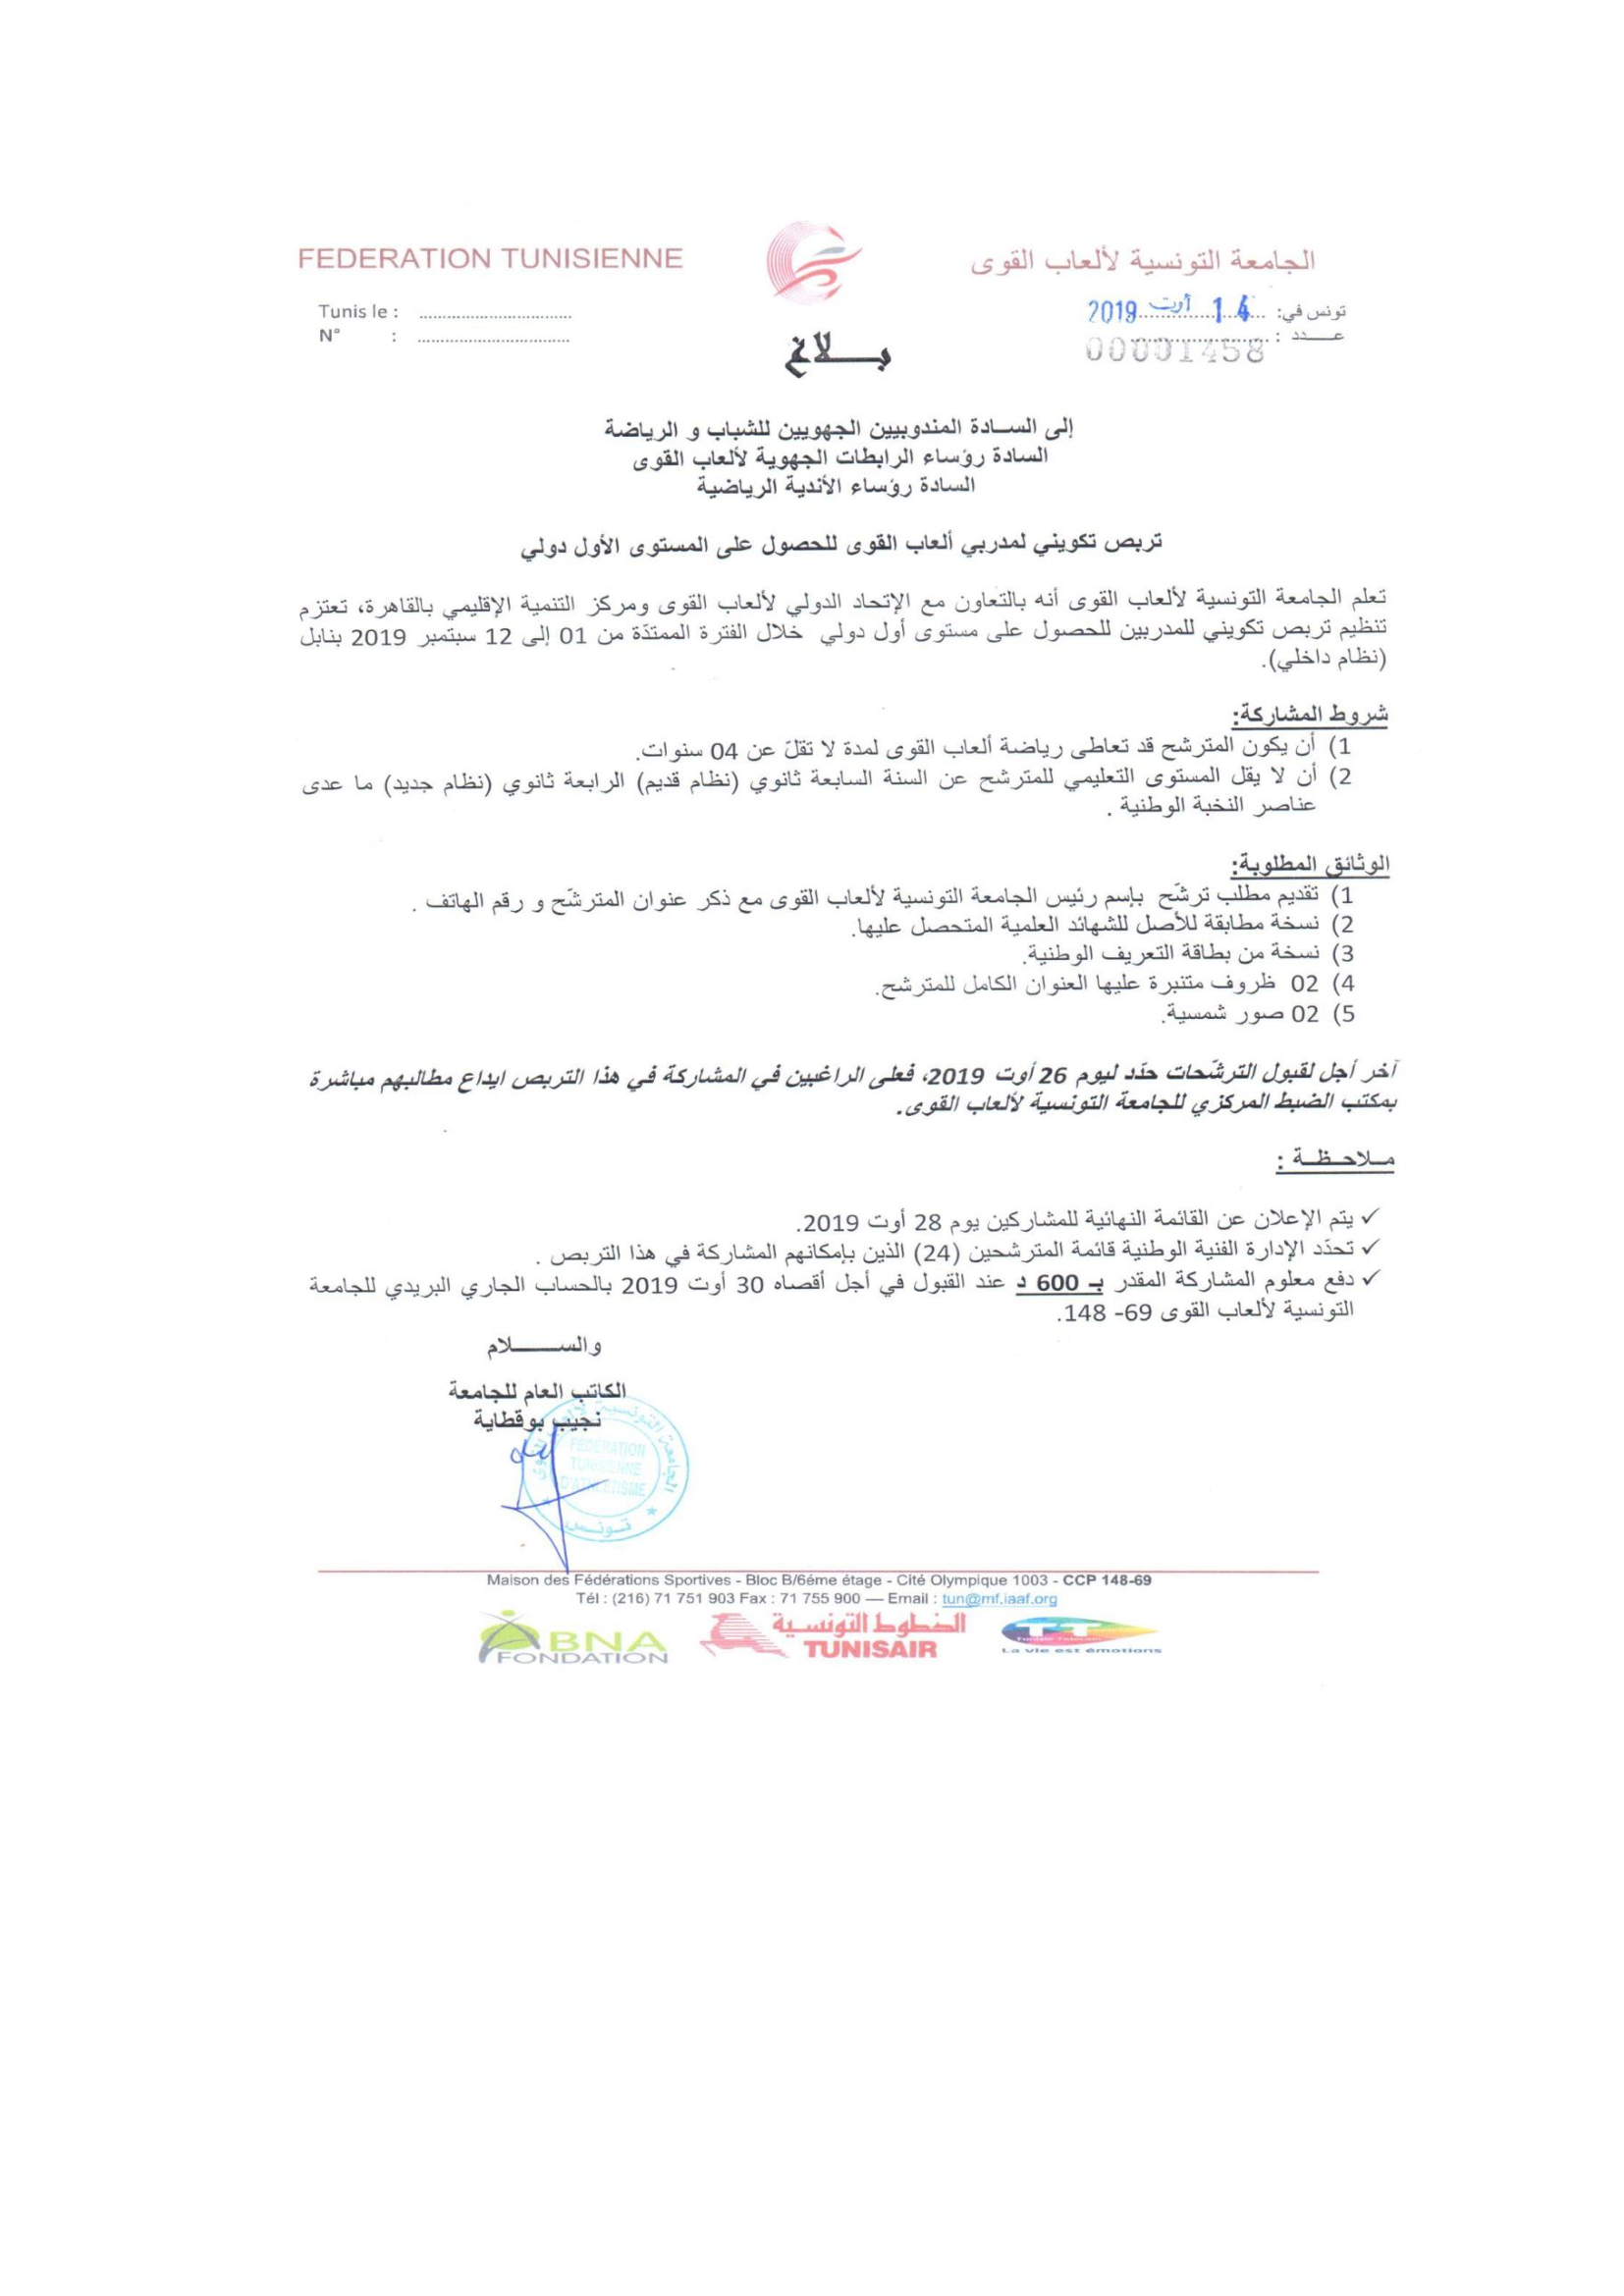 FEDERATION TUNISIENNE
الجامعة التونسية لألعاب القوى
Tunis le : ................................
N° : ................................
تونس في: 14 أوت 2019
عـــدد : 00001458
بـــلاغ
إلى الســادة المندوبيين الجهويين للشباب و الرياضة
السادة رؤساء الرابطات الجهوية لألعاب القوى
السادة رؤساء الأندية الرياضية
تربص تكويني لمدربي ألعاب القوى للحصول على المستوى الأول دولي
تعلم الجامعة التونسية لألعاب القوى أنه بالتعاون مع الإتحاد الدولي لألعاب القوى ومركز التنمية الإقليمي بالقاهرة، تعتزم
تنظيم تربص تكويني للمدربين للحصول على مستوى أول دولي خلال الفترة الممتدّة من 01 إلى 12 سبتمبر 2019 بنابل
(نظام داخلي).
شروط المشاركة:
1) أن يكون المترشح قد تعاطى رياضة ألعاب القوى لمدة لا تقلّ عن 04 سنوات.
2) أن لا يقل المستوى التعليمي للمترشح عن السنة السابعة ثانوي (نظام قديم) الرابعة ثانوي (نظام جديد) ما عدى
عناصر النخبة الوطنية .
الوثائق المطلوبة:
1) تقديم مطلب ترشّح بإسم رئيس الجامعة التونسية لألعاب القوى مع ذكر عنوان المترشّح و رقم الهاتف .
2) نسخة مطابقة للأصل للشهائد العلمية المتحصل عليها.
3) نسخة من بطاقة التعريف الوطنية.
4) 02 ظروف متنبرة عليها العنوان الكامل للمترشح.
5) 02 صور شمسية.
آخر أجل لقبول الترشّحات حدّد ليوم 26 أوت 2019، فعلى الراغبين في المشاركة في هذا التربص ايداع مطالبهم مباشرة
بمكتب الضبط المركزي للجامعة التونسية لألعاب القوى.
مــلاحــظــة :
✓ يتم الإعلان عن القائمة النهائية للمشاركين يوم 28 أوت 2019.
✓ تحدّد الإدارة الفنية الوطنية قائمة المترشحين (24) الذين بإمكانهم المشاركة في هذا التربص .
✓ دفع معلوم المشاركة المقدر بـ 600 د عند القبول في أجل أقصاه 30 أوت 2019 بالحساب الجاري البريدي للجامعة
التونسية لألعاب القوى 69- 148.
والســـــــلام
الكاتب العام للجامعة
نجيب بوقطاية
الجامعة التونسية لألعاب القوى
FEDERATION
TUNISIENNE
D'ATHLETISME
تونس
Maison des Fédérations Sportives - Bloc B/6éme étage - Cité Olympique 1003 - CCP 148-69
Tél : (216) 71 751 903 Fax : 71 755 900 — Email : tun@mf.iaaf.org
BNA
FONDATION
الخطوط التونسية
TUNISAIR
TT
Tunisie Telecom
La vie est émotions